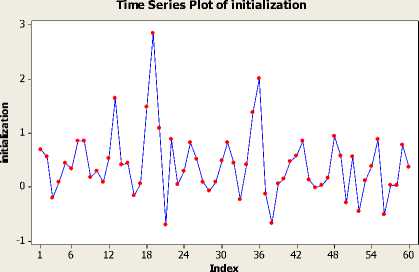 Time Series Plot of initialization
3
2
1
0
-1
initialization
1 6 12 18 24 30 36 42 48 54 60
Index